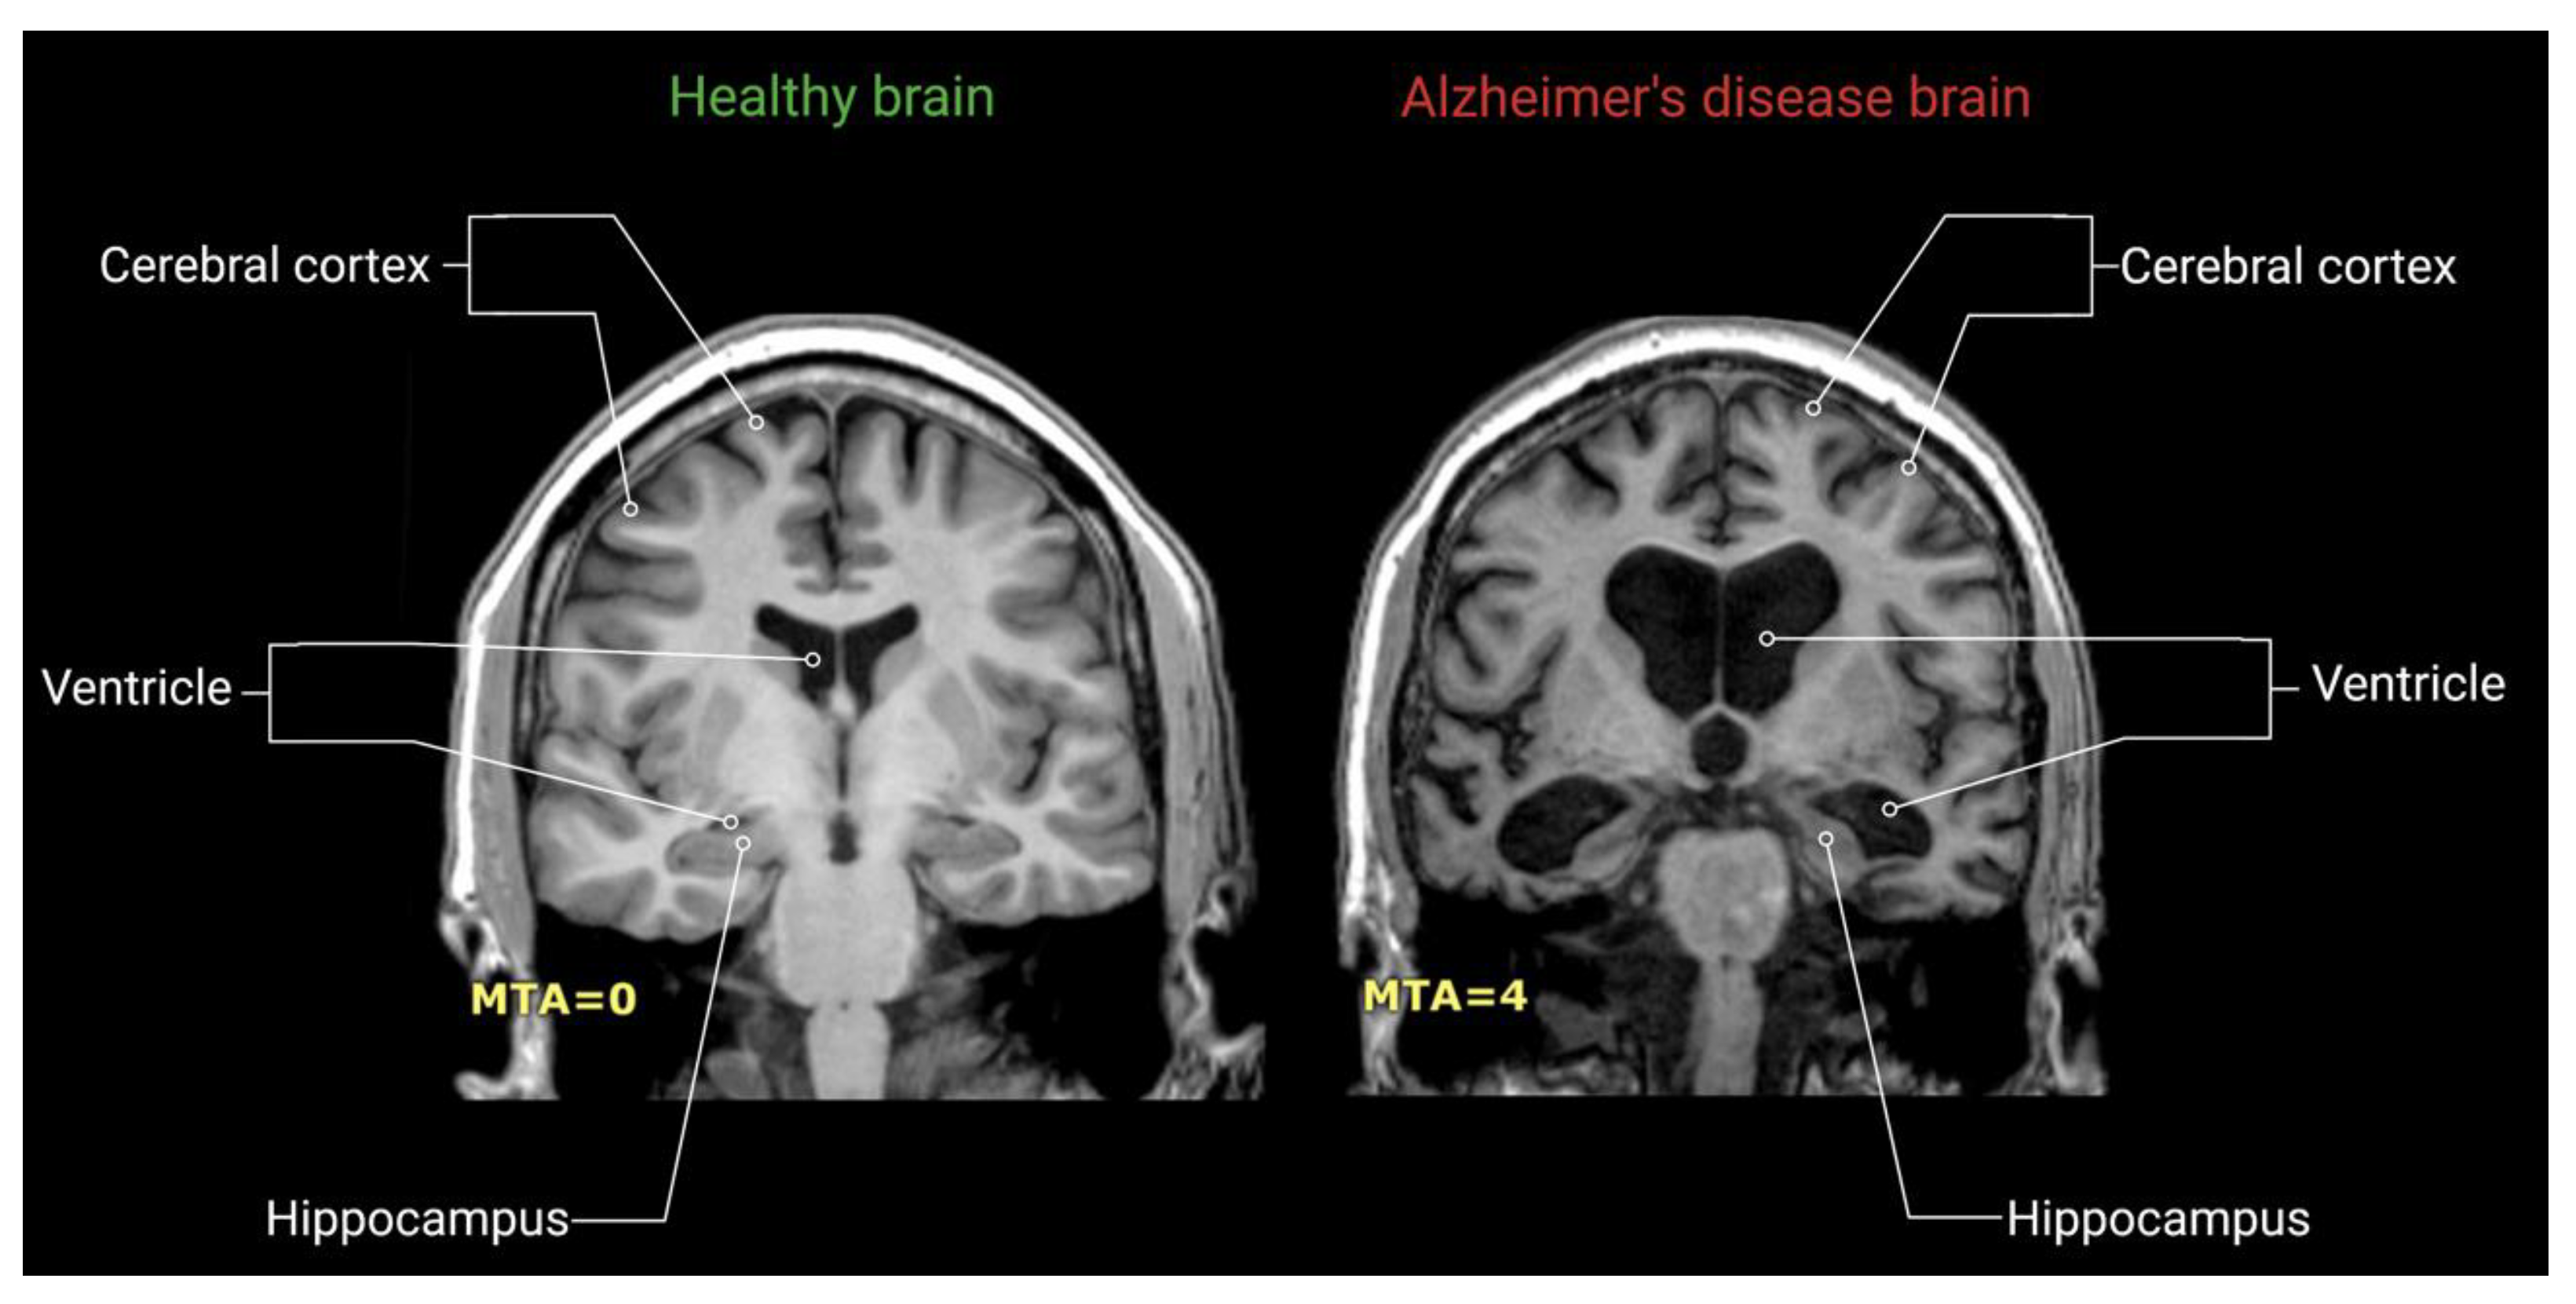 Healthy brain
Alzheimer's disease brain
Cerebral cortex
Cerebral cortex
Ventricle
Ventricle
MTA=0
MTA=4
Hippocampus
Hippocampus